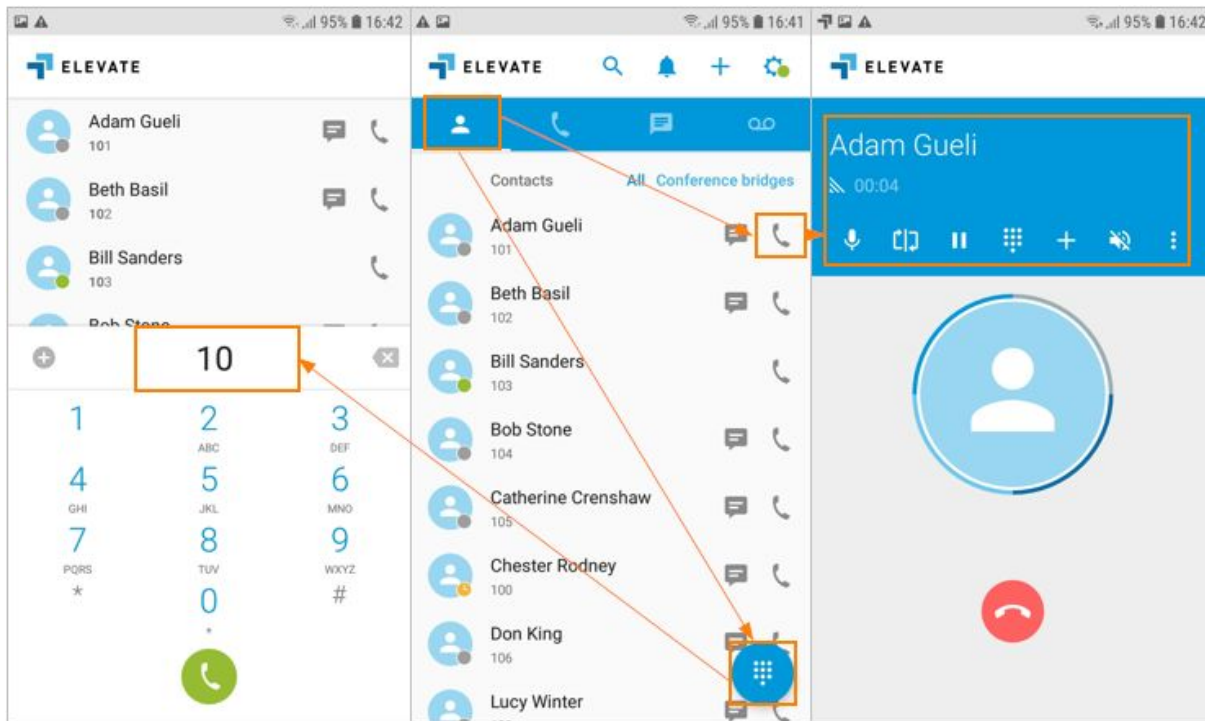 95% 16:42
ELEVATE
Adam Gueli
101
Beth Basil
102
Bill Sanders
103
Bob Stone
10
1
2
3
ABC
DEF
4
5
6
GHI
JKL
MNO
7
8
9
PQRS
TUV
WXYZ
*
0
#
95% 16:41
ELEVATE
Contacts All Conference bridges
Adam Gueli
101
Beth Basil
102
Bill Sanders
103
Bob Stone
104
Catherine Crenshaw
105
Chester Rodney
100
Don King
106
Lucy Winter
95% 16:42
ELEVATE
Adam Gueli
00:04